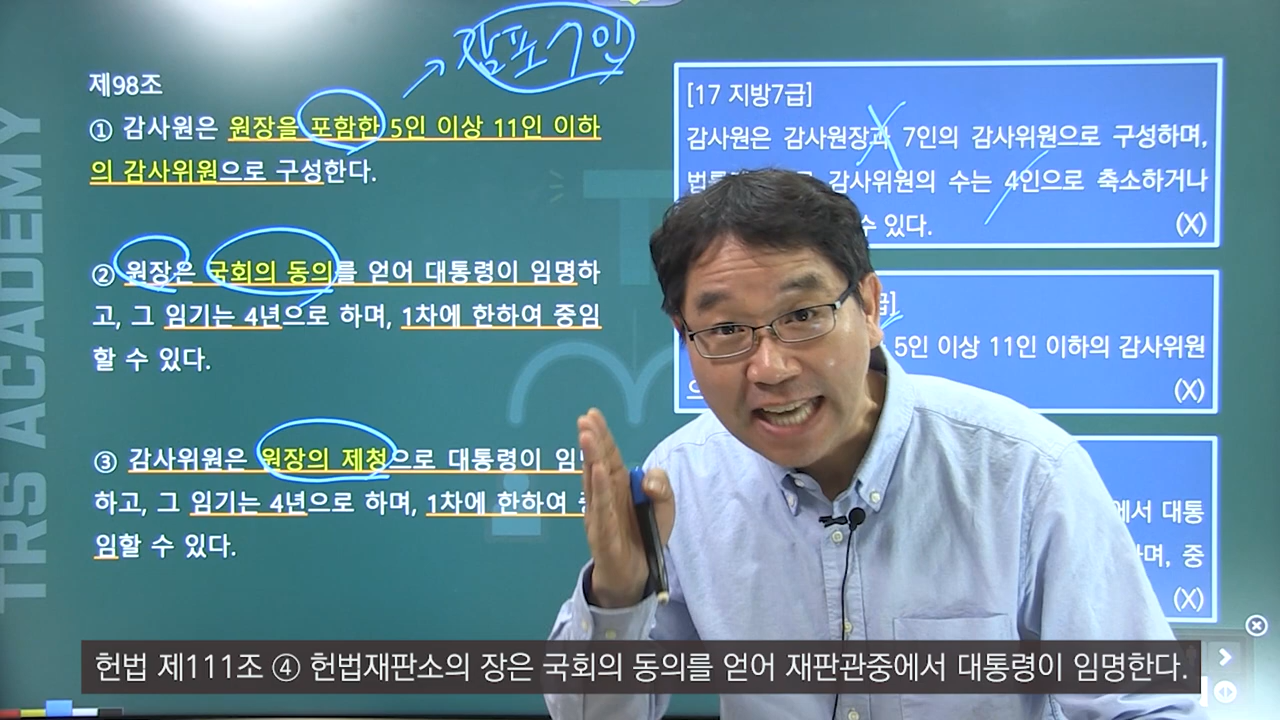 잠포 7인
제98조
① 감사원은 원장을 포함한 5인 이상 11인 이하
의 감사위원으로 구성한다.
② 원장은 국회의 동의를 얻어 대통령이 임명하
고, 그 임기는 4년으로 하며, 1차에 한하여 중임
할 수 있다.
③ 감사위원은 원장의 제청으로 대통령이 임명
하고, 그 임기는 4년으로 하며, 1차에 한하여 중
임할 수 있다.
[17 지방7급]
감사원은 감사원장과 7인의 감사위원으로 구성하며,
감사위원의 수는 4인으로 축소하거나
수 있다. (X)
급]
5인 이상 11인 이하의 감사위원
으 (X)
에서 대통
하며, 중
(X)
TRS ACADEMY
헌법 제111조 ④ 헌법재판소의 장은 국회의 동의를 얻어 재판관중에서 대통령이 임명한다.